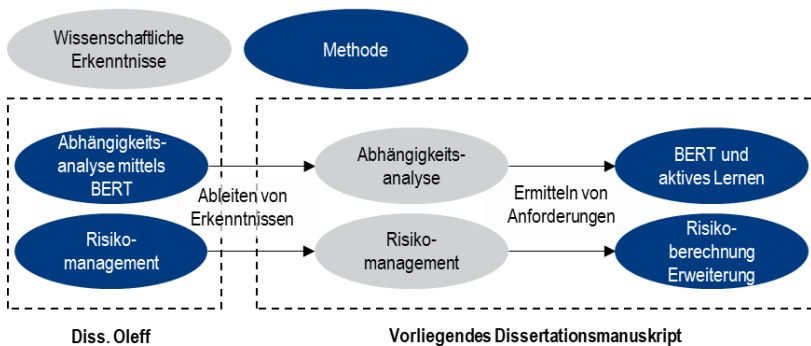 Wissenschaftliche
Erkenntnisse
Methode
Abhängigkeits-
analyse mittels
BERT
Ableiten von
Erkenntnissen
Risiko-
management
Abhängigkeits-
analyse
Ermitteln von
Anforderungen
Risiko-
management
BERT und
aktives Lernen
Risiko-
berechnung
Erweiterung
Diss. Oleff
Vorliegendes Dissertationsmanuskript